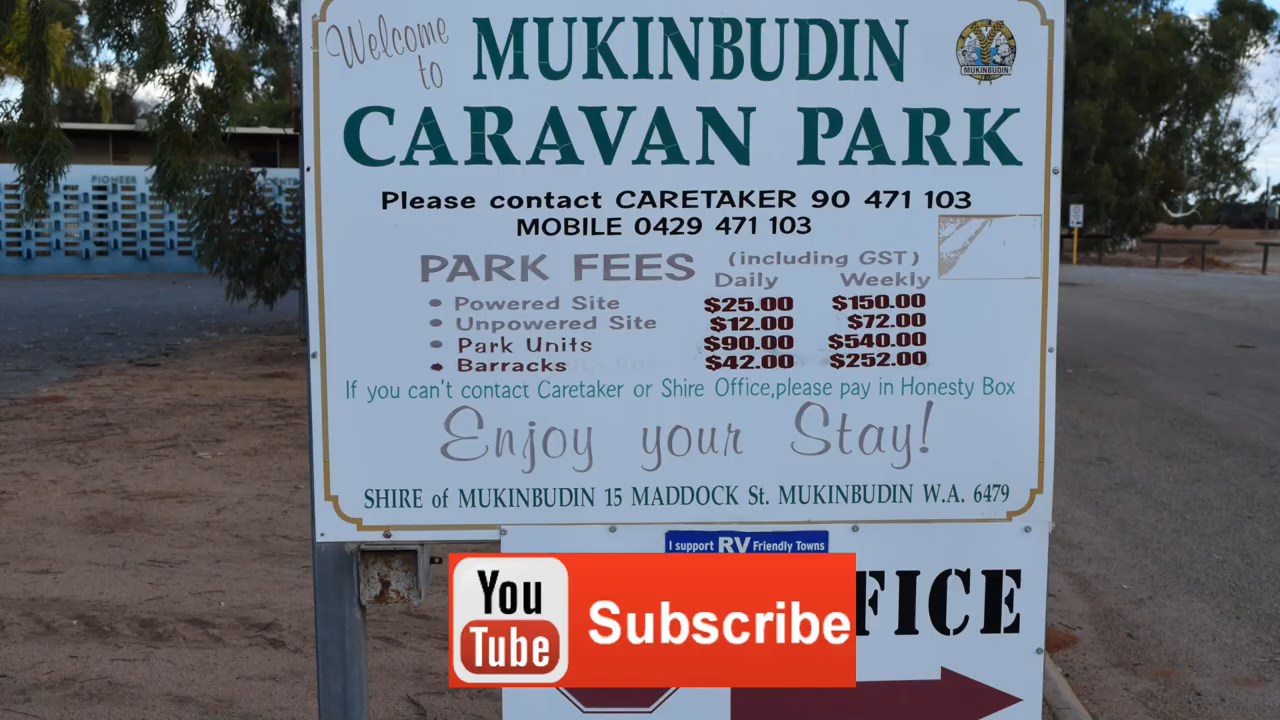 Welcome to MUKINBUDIN
MUKINBUDIN
CARAVAN PARK
Please contact CARETAKER 90 471 103
MOBILE 0429 471 103
PARK FEES (including GST)
Daily Weekly
• Powered Site $25.00 $150.00
• Unpowered Site $12.00 $72.00
• Park Units $90.00 $540.00
• Barracks $42.00 $252.00
If you can't contact Caretaker or Shire Office,please pay in Honesty Box
Enjoy your Stay!
SHIRE of MUKINBUDIN 15 MADDOCK St. MUKINBUDIN W.A. 6479
I support RV Friendly Towns
FICE
You Tube Subscribe
PIONEER